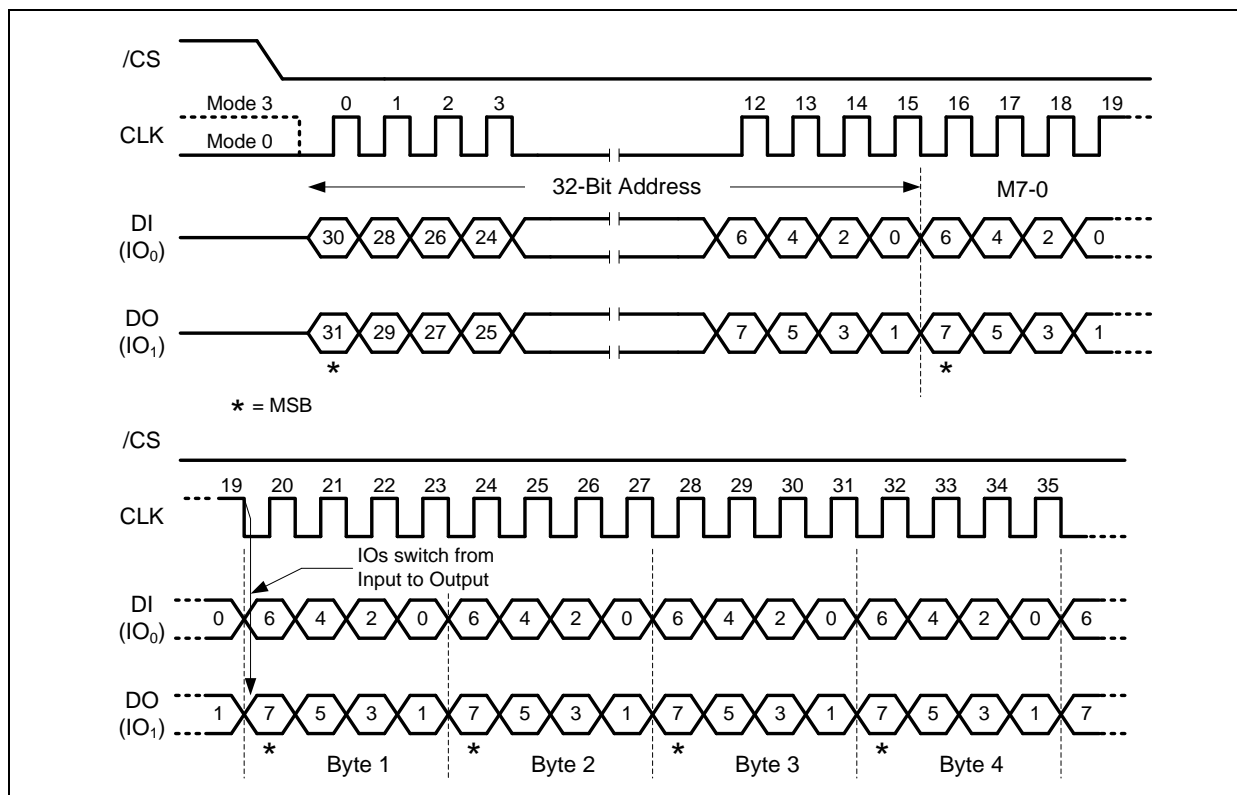 /CS
Mode 3 0 1 2 3 12 13 14 15 16 17 18 19
CLK
Mode 0
32-Bit Address M7-0
DI
(IO0) 30 28 26 24 6 4 2 0 6 4 2 0
DO
(IO1) 31 29 27 25 7 5 3 1 7 5 3 1
* *
* = MSB
/CS
19 20 21 22 23 24 25 26 27 28 29 30 31 32 33 34 35
CLK
IOs switch from
Input to Output
DI
(IO0) 0 6 4 2 0 6 4 2 0 6 4 2 0 6 4 2 0 6
DO
(IO1) 1 7 5 3 1 7 5 3 1 7 5 3 1 7 5 3 1 7
* * * *
Byte 1 Byte 2 Byte 3 Byte 4